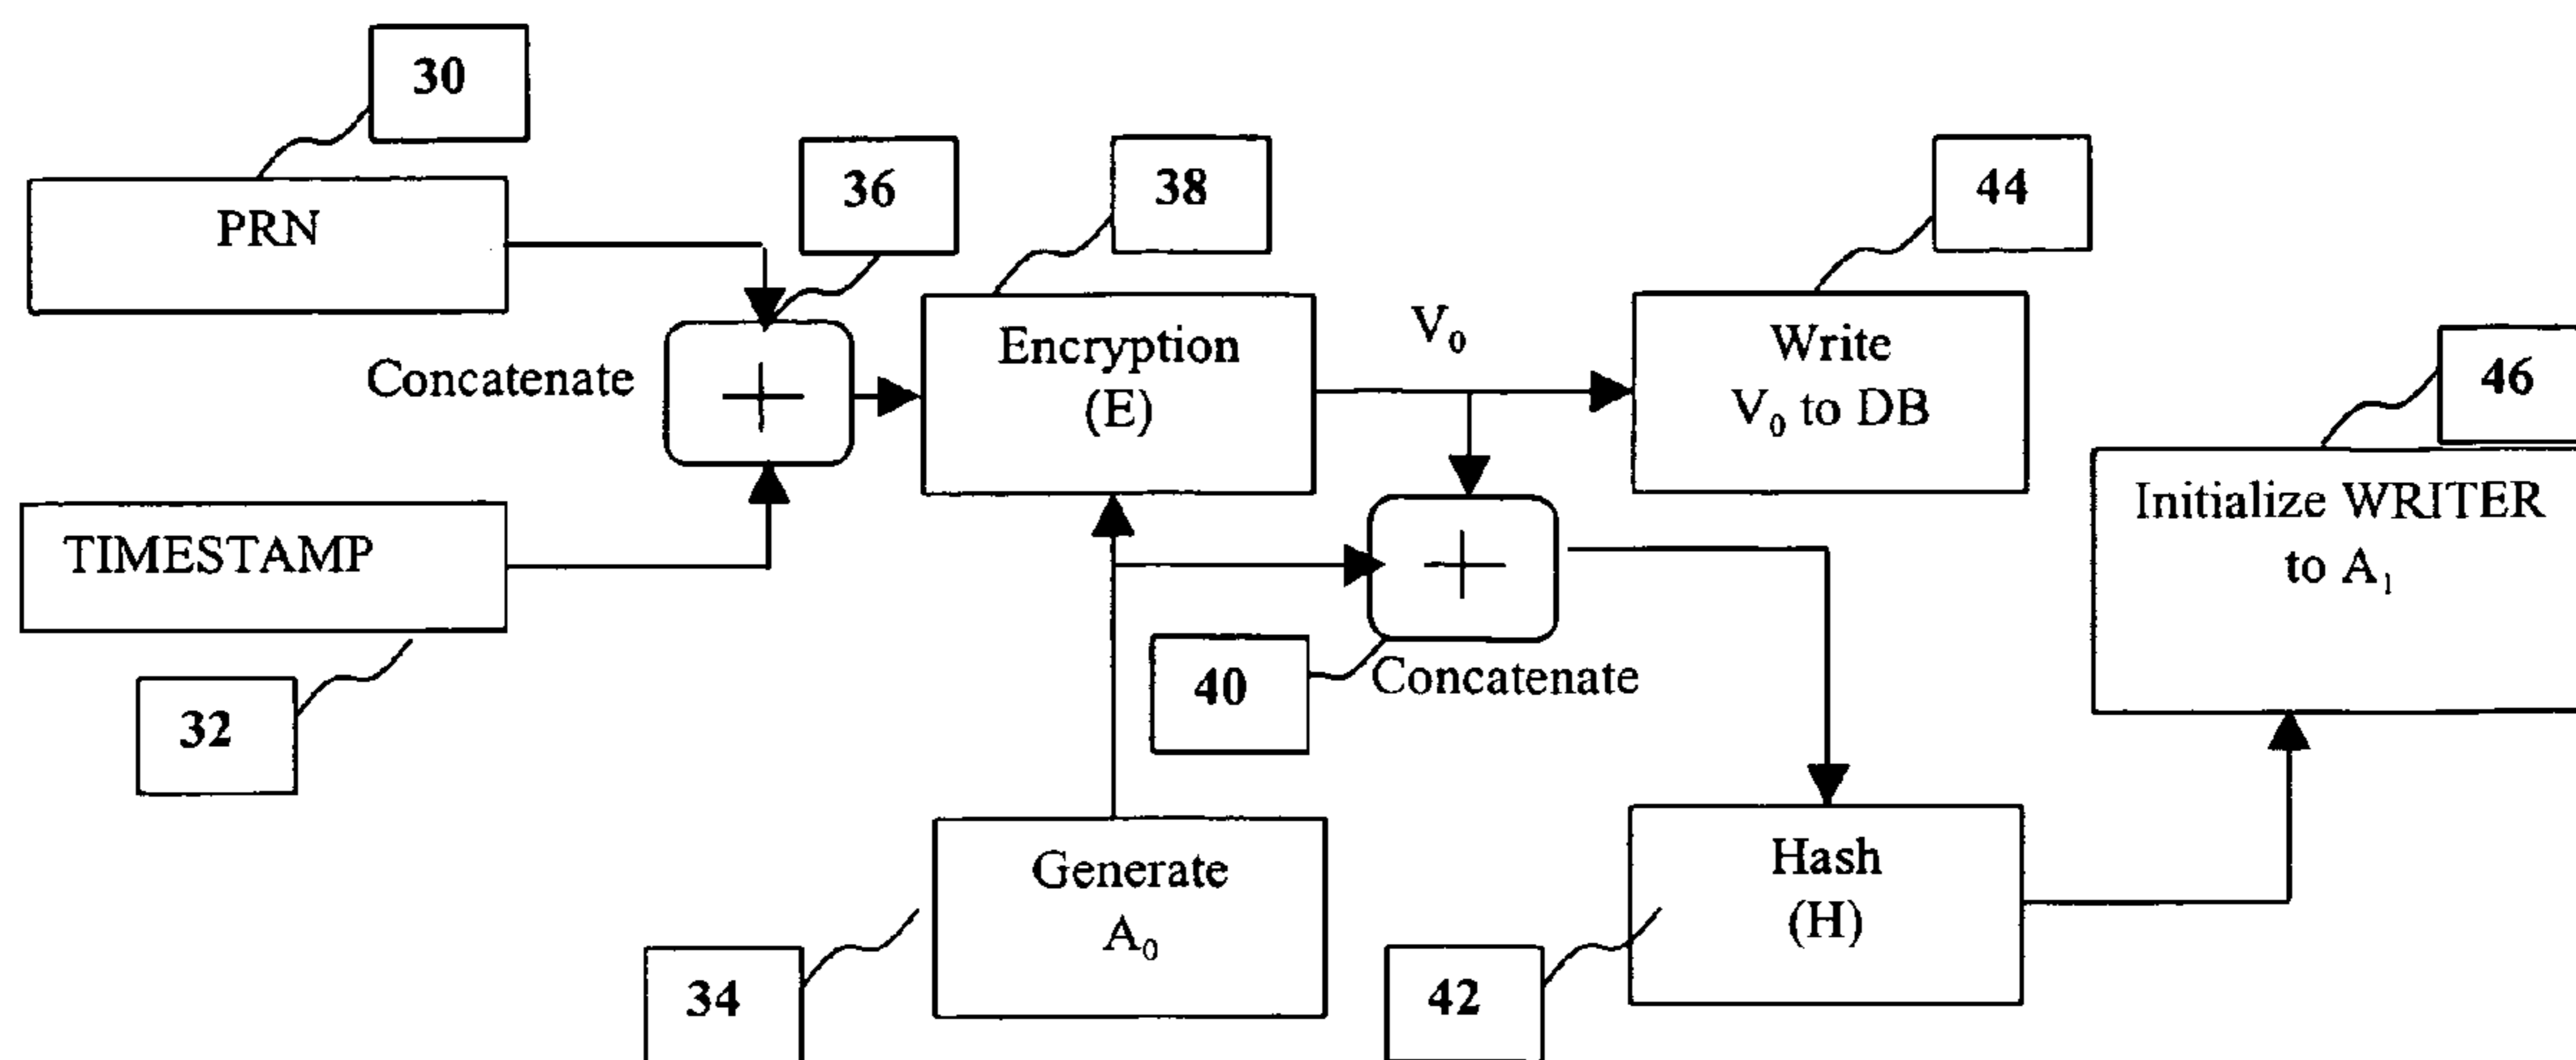 30
PRN
36
38
44
Concatenate
+
Encryption
(E)
V₀
Write
V₀ to DB
46
TIMESTAMP
+
Initialize WRITER
to A₁
32
40
Concatenate
Generate
A₀
Hash
(H)
34
42